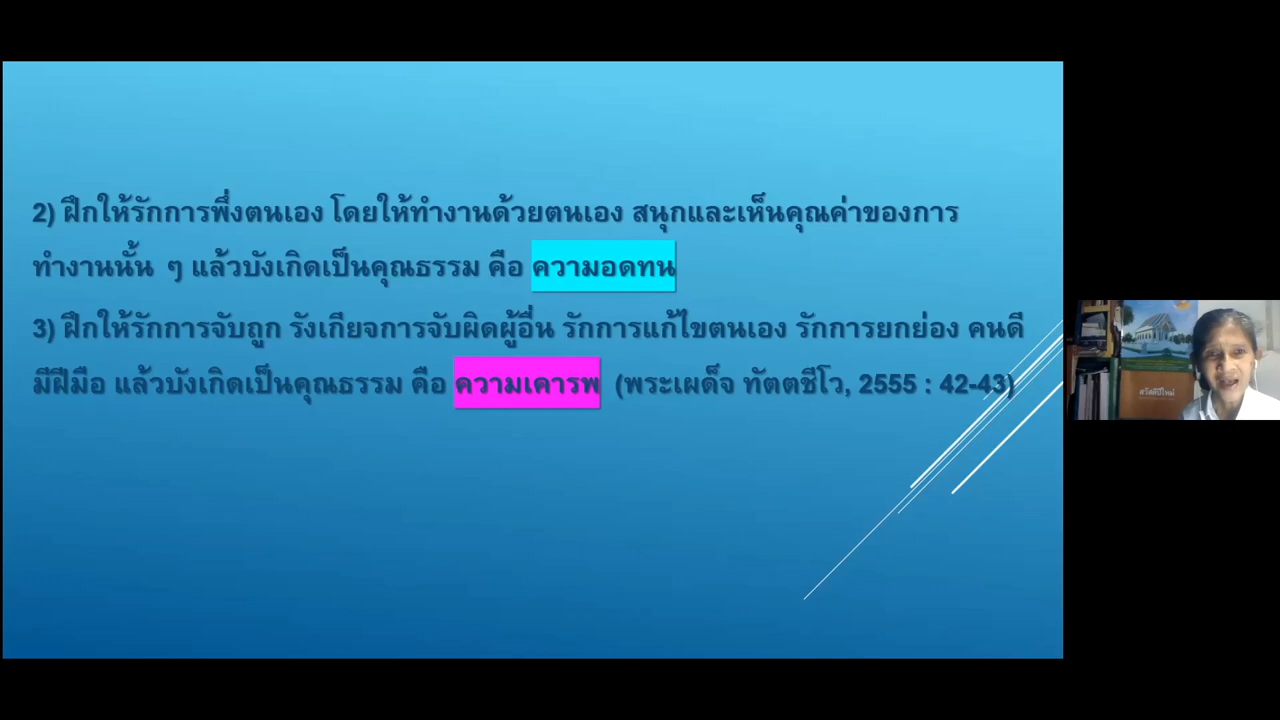 2) ฝึกให้รักการพึ่งตนเอง โดยให้ทำงานด้วยตนเอง สนุกและเห็นคุณค่าของการ
ทำงานนั้น ๆ แล้วบังเกิดเป็นคุณธรรม คือ ความอดทน
3) ฝึกให้รักการจับถูก รังเกียจการจับผิดผู้อื่น รักการแก้ไขตนเอง รักการยกย่อง คนดี
มีฝีมือ แล้วบังเกิดเป็นคุณธรรม คือ ความเคารพ (พระเผด็จ ทัตตชีโว, 2555 : 42-43)
สวัสดีปีใหม่